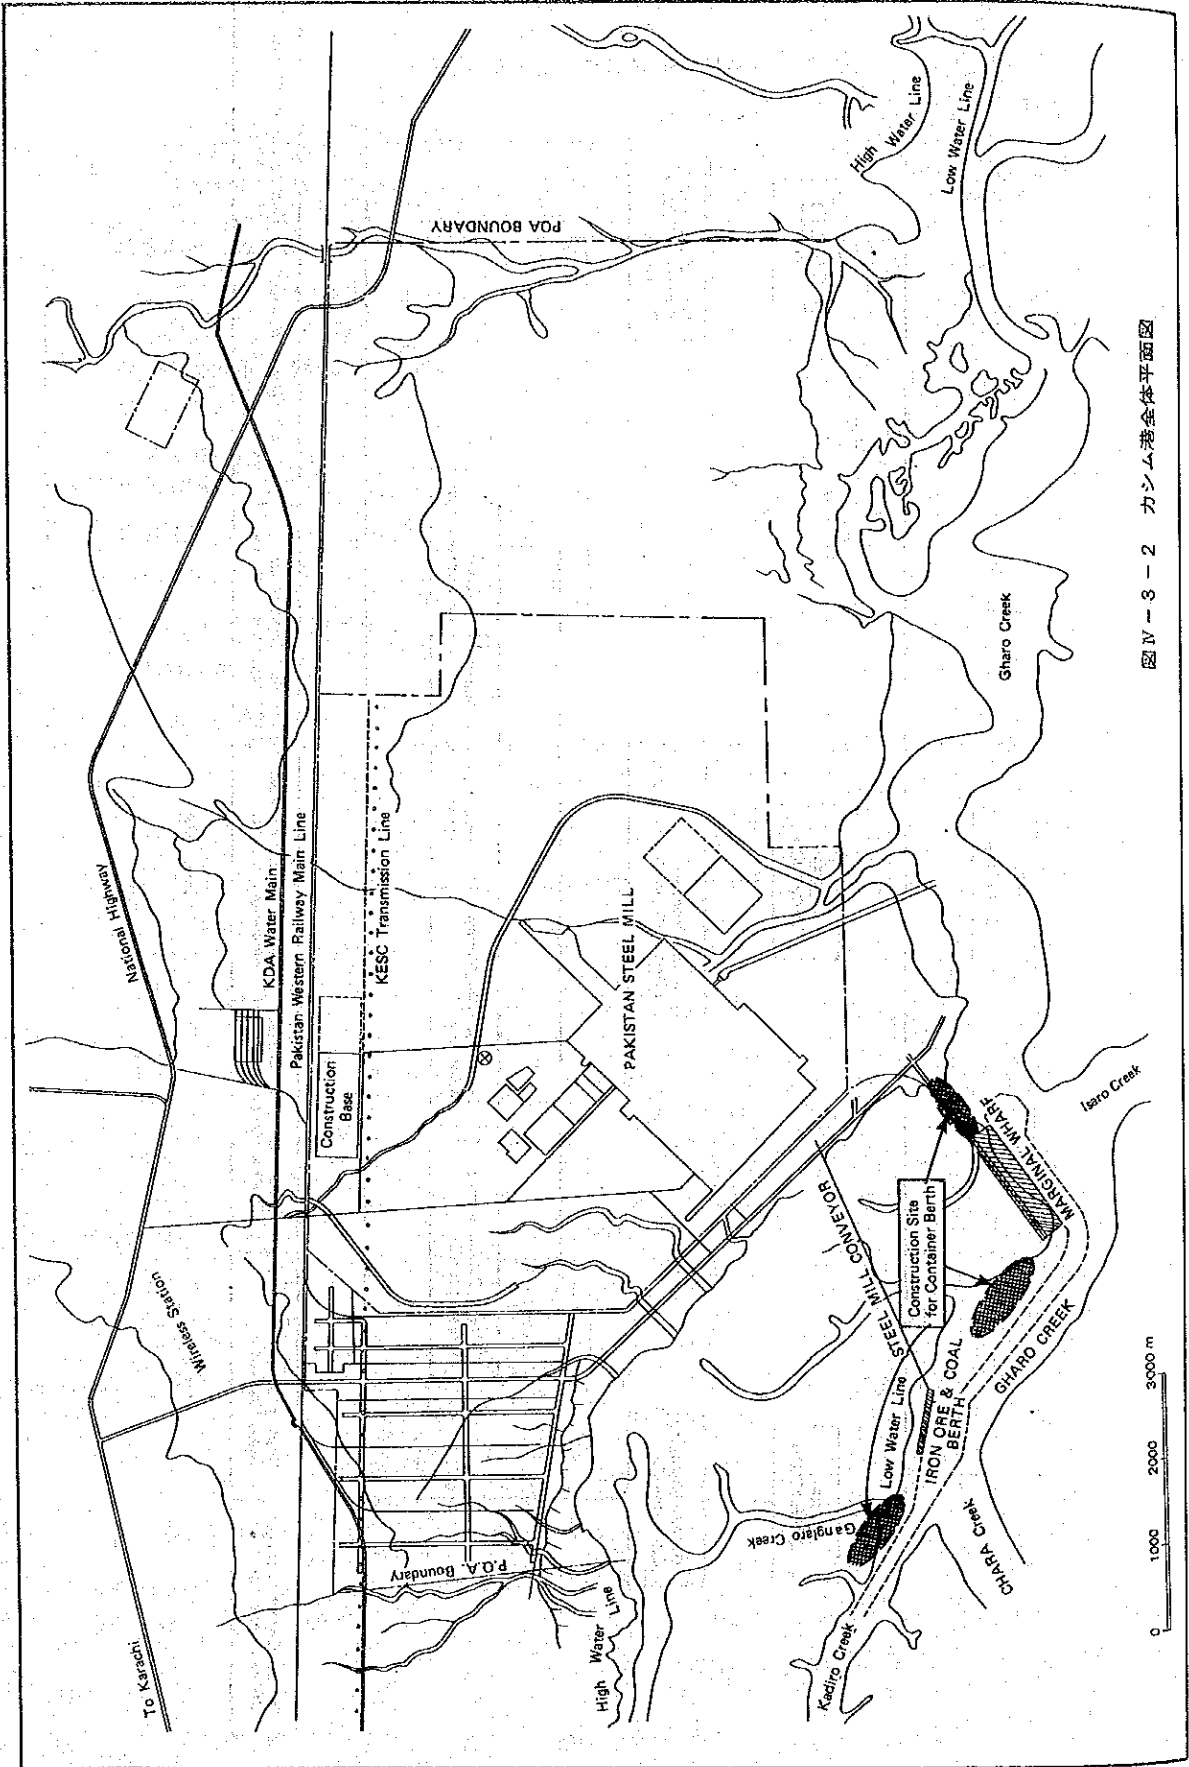 To Karachi
Wireless Station
National Highway
KDA Water Main
Pakistan Western Railway Main Line
KESC Transmission Line
Construction
Base
PQA BOUNDARY
High Water Line
Low Water Line
P.Q.A. Boundary
High Water Line
PAKISTAN STEEL MILL
STEEL MILL CONVEYOR
Construction Site
for Container Berth
MARGINAL WHARF
Low Water Line
IRON ORE & COAL
BERTH
Ganglaro Creek
Kadiro Creek
CHARA Creek
GHARO CREEK
Isaro Creek
Gharo Creek
0 1000 2000 3000 m
図Ⅳ-3-2 カシム港全体平面図